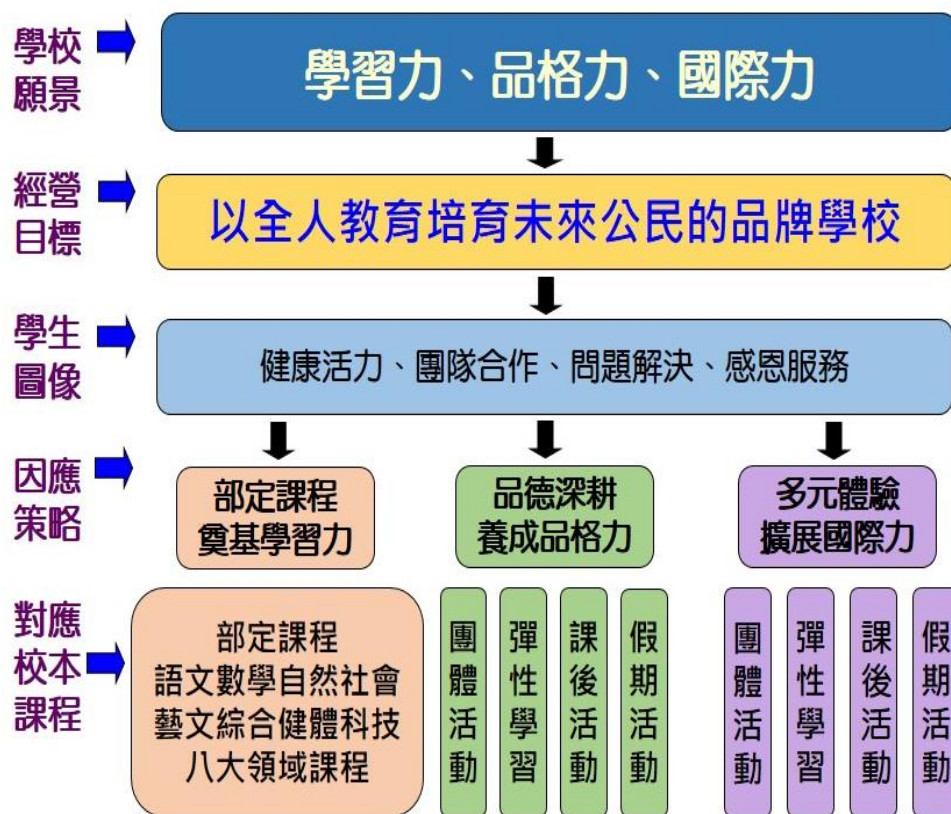 學校
願景
學習力、品格力、國際力
經營
目標
以全人教育培育未來公民的品牌學校
學生
圖像
健康活力、團隊合作、問題解決、感恩服務
因應
策略
部定課程
奠基學習力
品德深耕
養成品格力
多元體驗
擴展國際力
對應
校本
課程
部定課程
語文數學自然社會
藝文綜合健體科技
八大領域課程
團體活動
彈性學習
課後活動
假期活動
團體活動
彈性學習
課後活動
假期活動